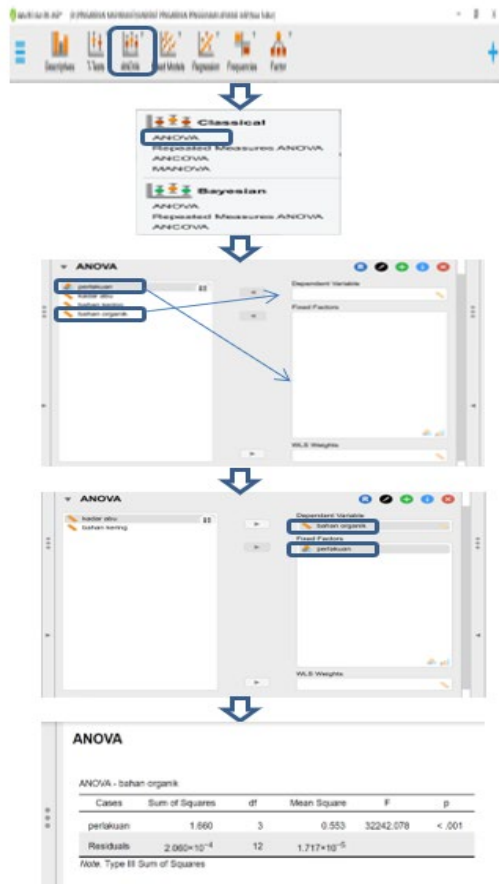 Descriptives T-Tests ANOVA Mixed Models Regression Frequencies Factor
Classical
ANOVA
Repeated Measures ANOVA
ANCOVA
MANOVA
Bayesian
ANOVA
Repeated Measures ANOVA
ANCOVA
ANOVA
perlakuan
kadar abu
bahan kering
bahan organik
Dependent Variable
Fixed Factors
WLS Weights
ANOVA
kadar abu
bahan kering
Dependent Variable
bahan organik
Fixed Factors
perlakuan
WLS Weights
ANOVA
ANOVA - bahan organik
Cases Sum of Squares df Mean Square F p
perlakuan 1.660 3 0.553 32242.078 < .001
Residuals 2.060×10⁻⁴ 12 1.717×10⁻⁵
Note. Type III Sum of Squares